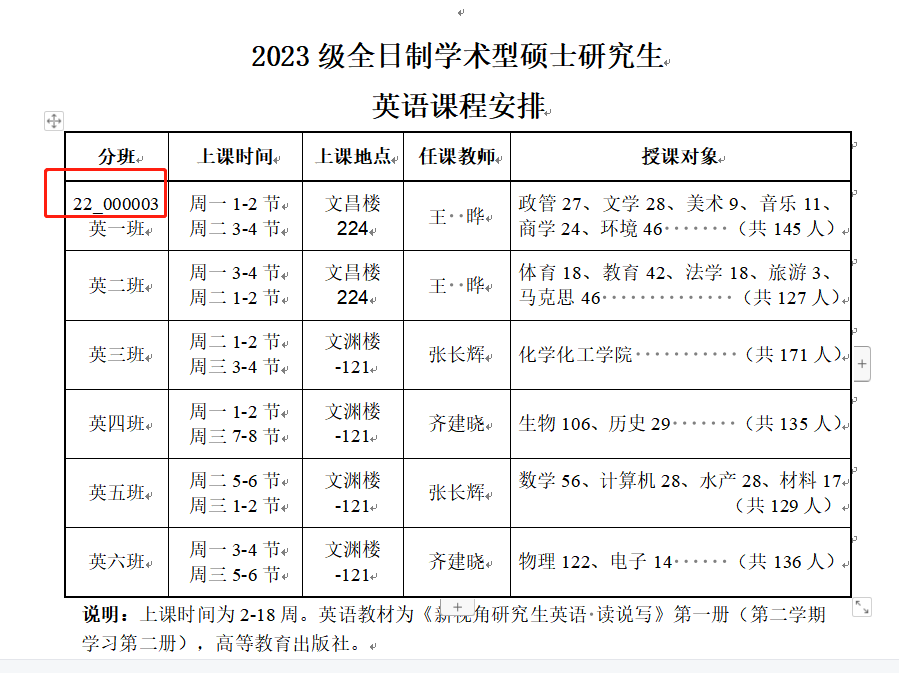 2023 级全日制学术型硕士研究生
英语课程安排
分班 上课时间 上课地点 任课教师 授课对象
22_000003
英一班
周一 1-2 节
周二 3-4 节
文昌楼
224
王··晔
政管 27、文学 28、美术 9、音乐 11、
商学 24、环境 46·······（共 145 人）
英二班
周一 3-4 节
周二 1-2 节
文昌楼
224
王··晔
体育 18、教育 42、法学 18、旅游 3、
马克思 46··············（共 127 人）
英三班
周二 1-2 节
周三 3-4 节
文渊楼
-121
张长辉
化学化工学院···········（共 171 人）
英四班
周一 1-2 节
周三 7-8 节
文渊楼
-121
齐建晓
生物 106、历史 29·······（共 135 人）
英五班
周二 5-6 节
周三 1-2 节
文渊楼
-121
张长辉
数学 56、计算机 28、水产 28、材料 17
（共 129 人）
英六班
周一 3-4 节
周三 5-6 节
文渊楼
-121
齐建晓
物理 122、电子 14······（共 136 人）
说明：上课时间为 2-18 周。英语教材为《新视角研究生英语·读说写》第一册（第二学期
学习第二册），高等教育出版社。